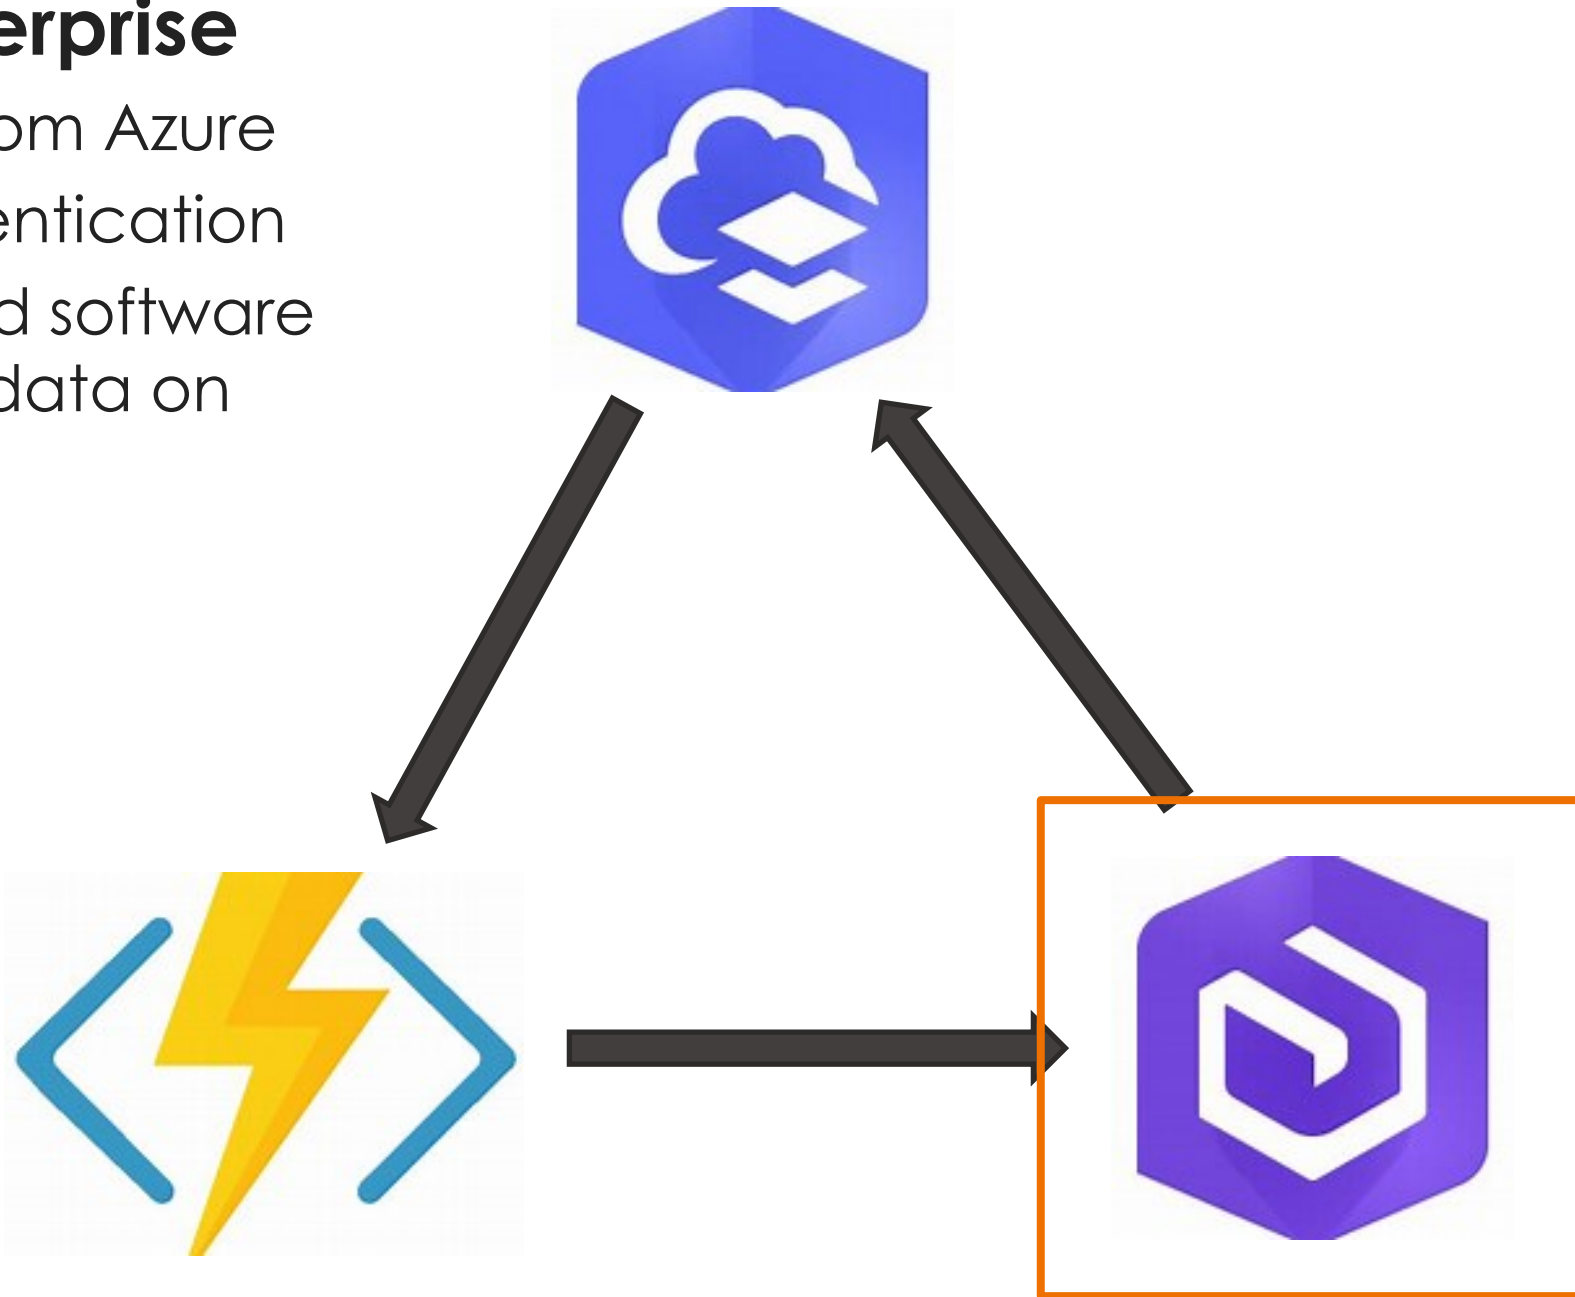 erprise
om Azure
entication
d software
data on